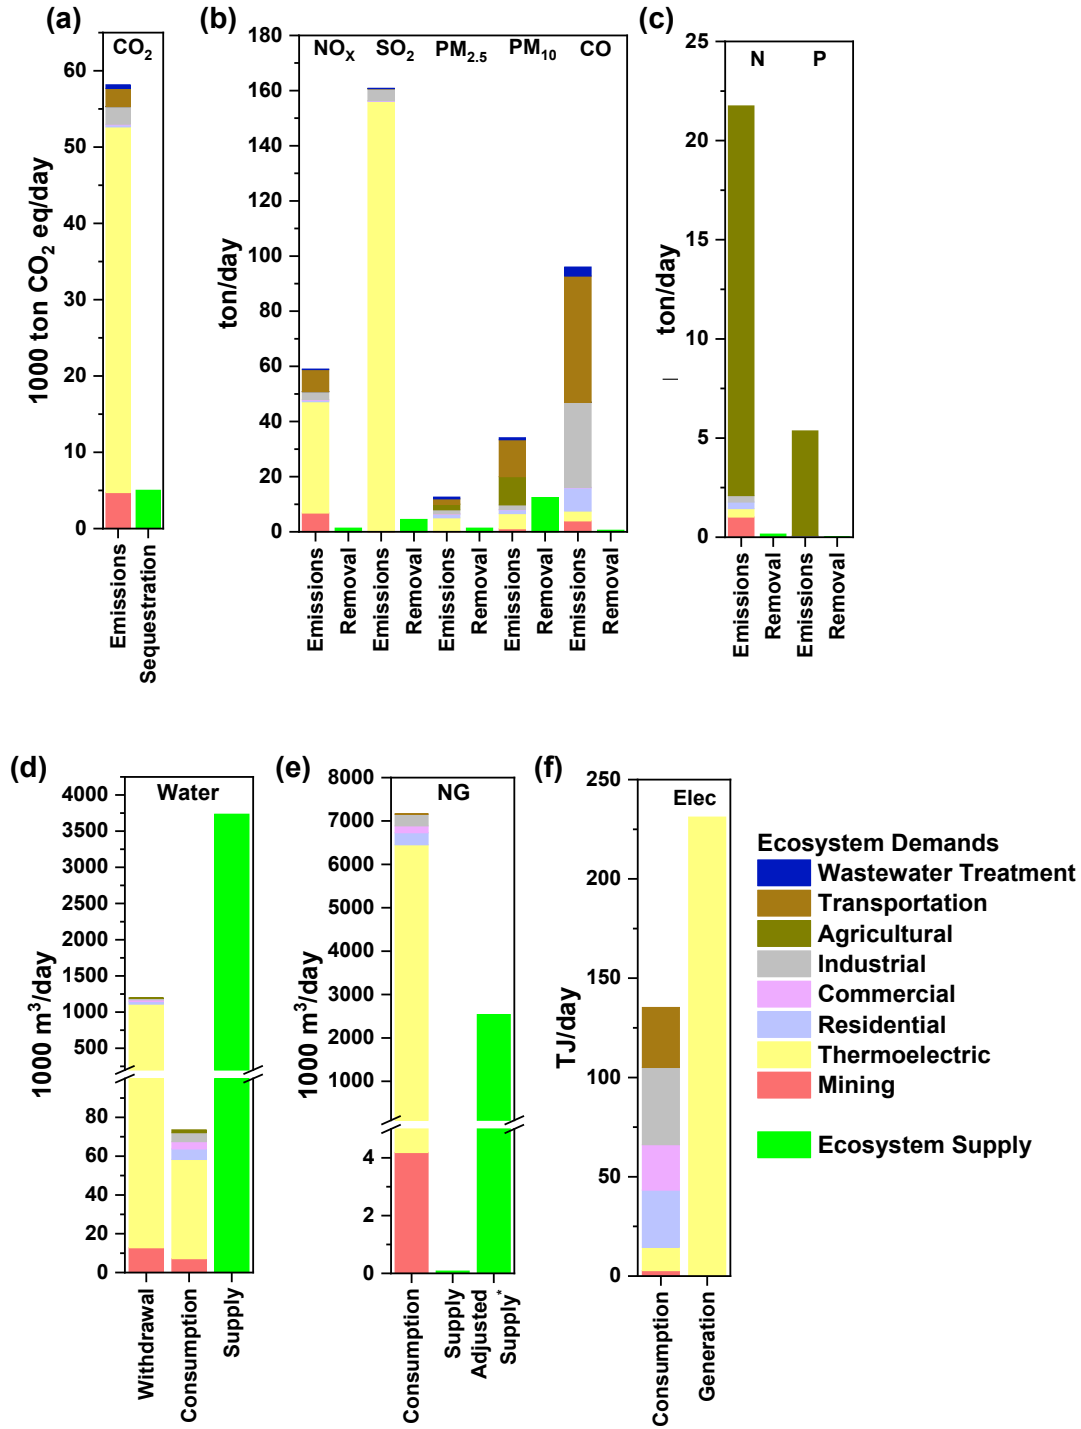 (a)
CO2
60
50
40
30
20
10
0
1000 ton CO2 eq/day
Emissions
Sequestration
(b)
NOX SO2 PM2.5 PM10 CO
180
160
140
120
100
80
60
40
20
0
ton/day
Emissions
Removal
Emissions
Removal
Emissions
Removal
Emissions
Removal
Emissions
Removal
(c)
N P
25
20
15
10
5
0
ton/day
Emissions
Removal
Emissions
Removal
(d)
Water
4000
3500
3000
2500
2000
1500
1000
500
80
60
40
20
0
1000 m3/day
Withdrawal
Consumption
Supply
(e)
NG
8000
7000
6000
5000
4000
3000
2000
1000
4
2
0
1000 m3/day
Consumption
Supply
Adjusted
Supply*
(f)
Elec
250
200
150
100
50
0
TJ/day
Consumption
Generation
Ecosystem Demands
Wastewater Treatment
Transportation
Agricultural
Industrial
Commercial
Residential
Thermoelectric
Mining
Ecosystem Supply